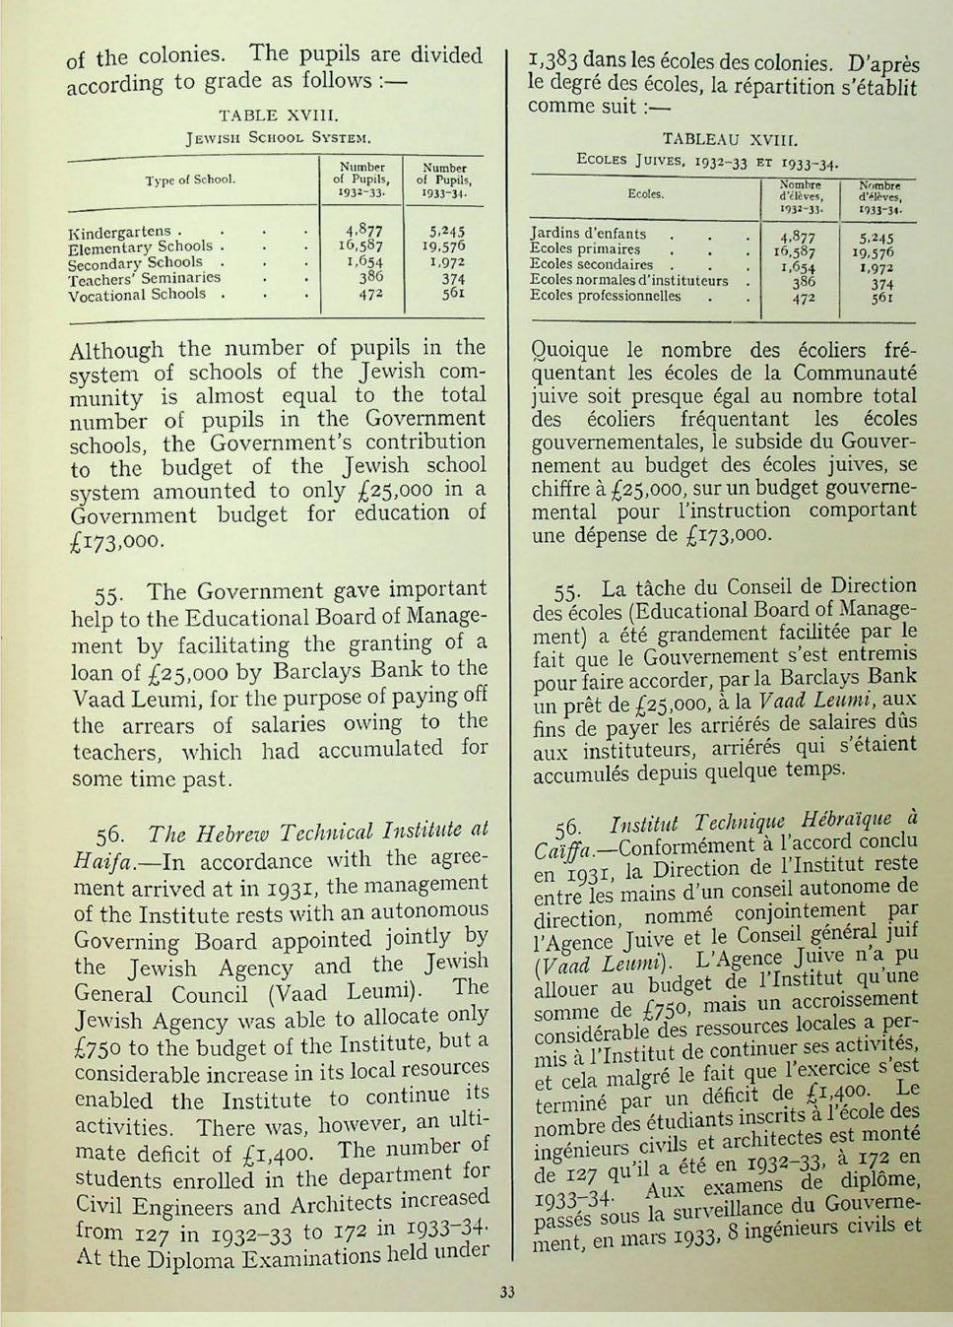 of the colonies. The pupils are divided
according to grade as follows :—
TABLE XVIII.
JEWISH SCHOOL SYSTEM.
Type of School. Number of Pupils, 1932-33. Number of Pupils, 1933-34.
Kindergartens . . . . 4,877 5,245
Elementary Schools . . . 16,587 19,576
Secondary Schools . . . 1,654 1,972
Teachers' Seminaries . . 386 374
Vocational Schools . . . 472 561
Although the number of pupils in the
system of schools of the Jewish com-
munity is almost equal to the total
number of pupils in the Government
schools, the Government's contribution
to the budget of the Jewish school
system amounted to only £25,000 in a
Government budget for education of
£173,000.
55. The Government gave important
help to the Educational Board of Manage-
ment by facilitating the granting of a
loan of £25,000 by Barclays Bank to the
Vaad Leumi, for the purpose of paying off
the arrears of salaries owing to the
teachers, which had accumulated for
some time past.
56. The Hebrew Technical Institute at
Haifa.—In accordance with the agree-
ment arrived at in 1931, the management
of the Institute rests with an autonomous
Governing Board appointed jointly by
the Jewish Agency and the Jewish
General Council (Vaad Leumi). The
Jewish Agency was able to allocate only
£750 to the budget of the Institute, but a
considerable increase in its local resources
enabled the Institute to continue its
activities. There was, however, an ulti-
mate deficit of £1,400. The number of
students enrolled in the department for
Civil Engineers and Architects increased
from 127 in 1932-33 to 172 in 1933-34.
At the Diploma Examinations held under
1,383 dans les écoles des colonies. D'après
le degré des écoles, la répartition s'établit
comme suit :—
TABLEAU XVIII.
ECOLES JUIVES, 1932-33 ET 1933-34.
Ecoles. Nombre d'élèves, 1932-33. Nombre d'élèves, 1933-34.
Jardins d'enfants . . . 4,877 5,245
Ecoles primaires . . . 16,587 19,576
Ecoles secondaires . . . 1,654 1,972
Ecoles normales d'instituteurs . 386 374
Ecoles professionnelles . . 472 561
Quoique le nombre des écoliers fré-
quentant les écoles de la Communauté
juive soit presque égal au nombre total
des écoliers fréquentant les écoles
gouvernementales, le subside du Gouver-
nement au budget des écoles juives, se
chiffre à £25,000, sur un budget gouverne-
mental pour l'instruction comportant
une dépense de £173,000.
55. La tâche du Conseil de Direction
des écoles (Educational Board of Manage-
ment) a été grandement facilitée par le
fait que le Gouvernement s'est entremis
pour faire accorder, par la Barclays Bank
un prêt de £25,000, à la Vaad Leumi, aux
fins de payer les arriérés de salaires dûs
aux instituteurs, arriérés qui s'étaient
accumulés depuis quelque temps.
56. Institut Technique Hébraïque à
Caïffa.—Conformément à l'accord conclu
en 1931, la Direction de l'Institut reste
entre les mains d'un conseil autonome de
direction, nommé conjointement par
l'Agence Juive et le Conseil général juif
(Vaad Leumi). L'Agence Juive n'a pu
allouer au budget de l'Institut qu'une
somme de £750, mais un accroissement
considérable des ressources locales a per-
mis à l'Institut de continuer ses activités,
et cela malgré le fait que l'exercice s'est
terminé par un déficit de £1,400. Le
nombre des étudiants inscrits à l'école des
ingénieurs civils et architectes est monté
de 127 qu'il a été en 1932-33, à 172 en
1933-34. Aux examens de diplôme,
passés sous la surveillance du Gouverne-
ment, en mars 1933, 8 ingénieurs civils et
33